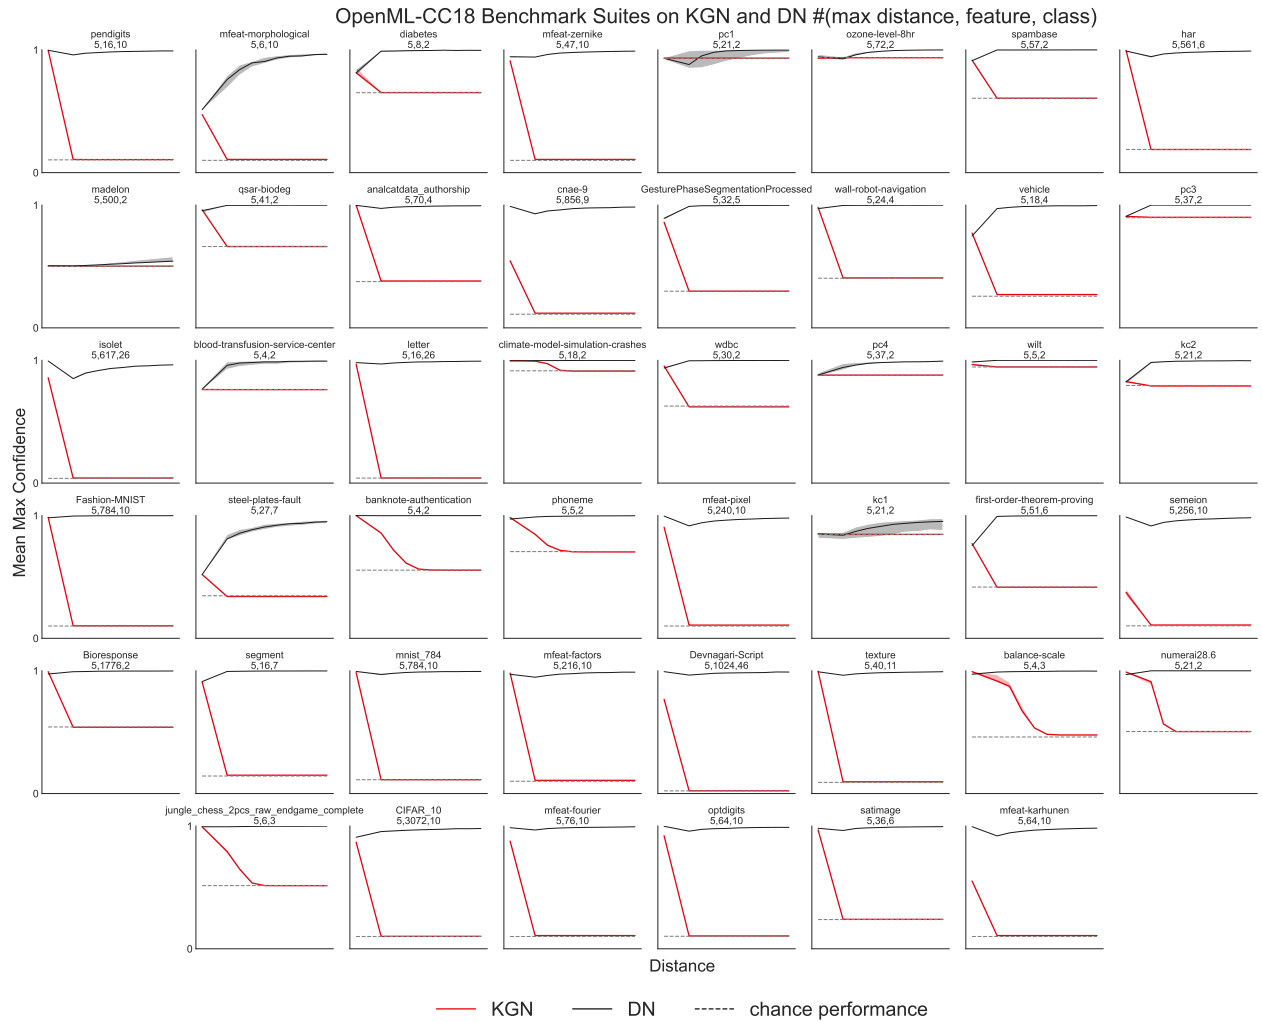 OpenML-CC18 Benchmark Suites on KGN and DN #(max distance, feature, class)
pendigits
5,16,10
mfeat-morphological
5,6,10
diabetes
5,8,2
mfeat-zernike
5,47,10
pc1
5,21,2
ozone-level-8hr
5,72,2
spambase
5,57,2
har
5,561,6
1
0
madelon
5,500,2
qsar-biodeg
5,41,2
analcatdata_authorship
5,70,4
cnae-9
5,856,9
GesturePhaseSegmentationProcessed
5,32,5
wall-robot-navigation
5,24,4
vehicle
5,18,4
pc3
5,37,2
1
0
isolet
5,617,26
blood-transfusion-service-center
5,4,2
letter
5,16,26
climate-model-simulation-crashes
5,18,2
wdbc
5,30,2
pc4
5,37,2
wilt
5,5,2
kc2
5,21,2
1
0
Mean Max Confidence
Fashion-MNIST
5,784,10
steel-plates-fault
5,27,7
banknote-authentication
5,4,2
phoneme
5,5,2
mfeat-pixel
5,240,10
kc1
5,21,2
first-order-theorem-proving
5,51,6
semeion
5,256,10
1
0
Bioresponse
5,1776,2
segment
5,16,7
mnist_784
5,784,10
mfeat-factors
5,216,10
Devnagari-Script
5,1024,46
texture
5,40,11
balance-scale
5,4,3
numerai28.6
5,21,2
1
0
jungle_chess_2pcs_raw_endgame_complete
5,6,3
CIFAR_10
5,3072,10
mfeat-fourier
5,76,10
optdigits
5,64,10
satimage
5,36,6
mfeat-karhunen
5,64,10
1
0
Distance
KGN
DN
chance performance